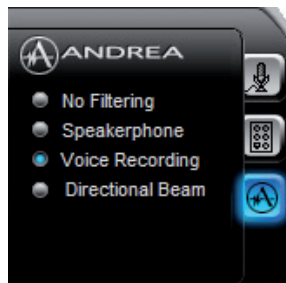 ANDREA
No Filtering
Speakerphone
Voice Recording
Directional Beam